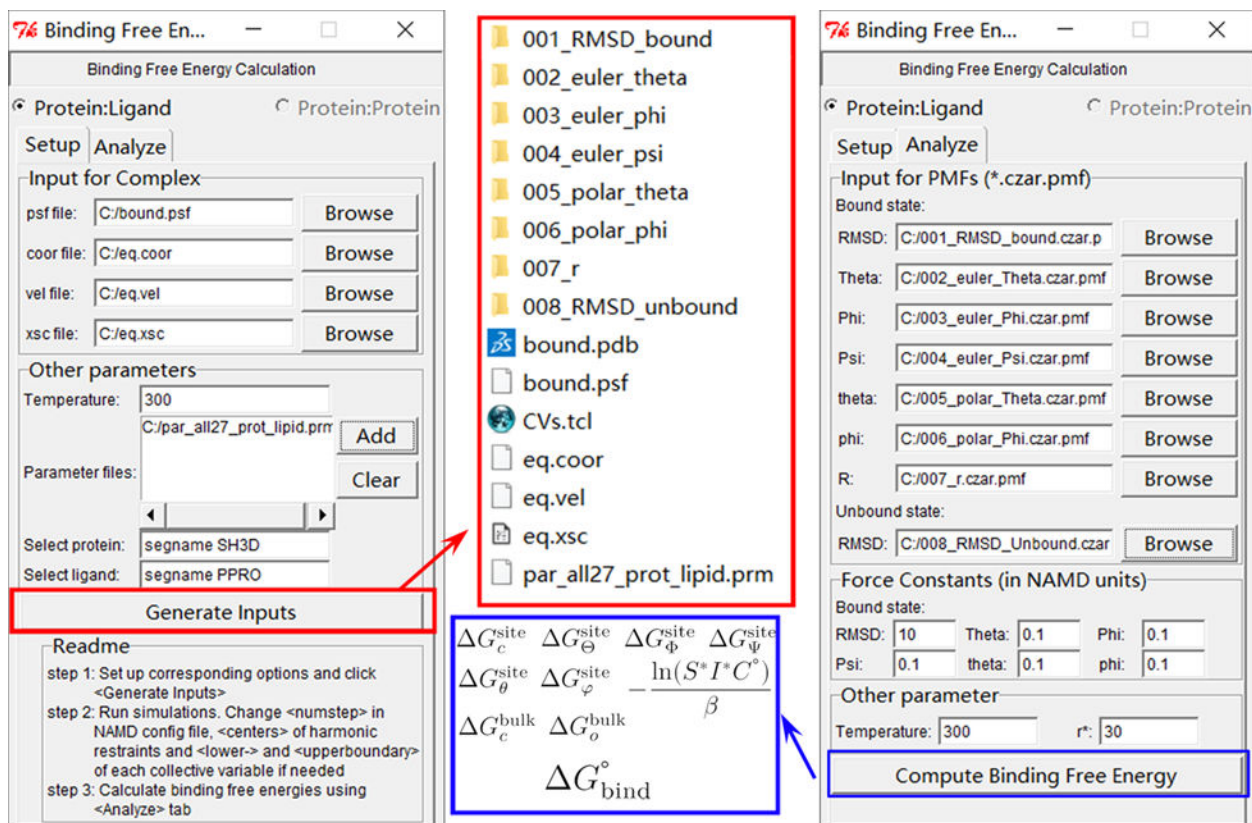 Binding Free En...
Binding Free Energy Calculation
Protein:Ligand Protein:Protein
Setup Analyze
Input for Complex
psf file: C:/bound.psf Browse
coor file: C:/eq.coor Browse
vel file: C:/eq.vel Browse
xsc file: C:/eq.xsc Browse
Other parameters
Temperature: 300
C:/par_all27_prot_lipid.prm Add
Parameter files: Clear
Select protein: segname SH3D
Select ligand: segname PPRO
Generate Inputs
Readme
step 1: Set up corresponding options and click
<Generate Inputs>
step 2: Run simulations. Change <numstep> in
NAMD config file, <centers> of harmonic
restraints and <lower-> and <upperboundary>
of each collective variable if needed
step 3: Calculate binding free energies using
<Analyze> tab
001_RMSD_bound
002_euler_theta
003_euler_phi
004_euler_psi
005_polar_theta
006_polar_phi
007_r
008_RMSD_unbound
bound.pdb
bound.psf
CVs.tcl
eq.coor
eq.vel
eq.xsc
par_all27_prot_lipid.prm
ΔG_c^site ΔG_Θ^site ΔG_Φ^site ΔG_Ψ^site
ΔG_θ^site ΔG_φ^site −ln(S*I*C°)/β
ΔG_c^bulk ΔG_o^bulk
ΔG°_bind
Binding Free En...
Binding Free Energy Calculation
Protein:Ligand Protein:Protein
Setup Analyze
Input for PMFs (*.czar.pmf)
Bound state:
RMSD: C:/001_RMSD_bound.czar.p Browse
Theta: C:/002_euler_Theta.czar.pmf Browse
Phi: C:/003_euler_Phi.czar.pmf Browse
Psi: C:/004_euler_Psi.czar.pmf Browse
theta: C:/005_polar_Theta.czar.pmf Browse
phi: C:/006_polar_Phi.czar.pmf Browse
R: C:/007_r.czar.pmf Browse
Unbound state:
RMSD: C:/008_RMSD_Unbound.czar Browse
Force Constants (in NAMD units)
Bound state:
RMSD: 10 Theta: 0.1 Phi: 0.1
Psi: 0.1 theta: 0.1 phi: 0.1
Other parameter
Temperature: 300 r*: 30
Compute Binding Free Energy